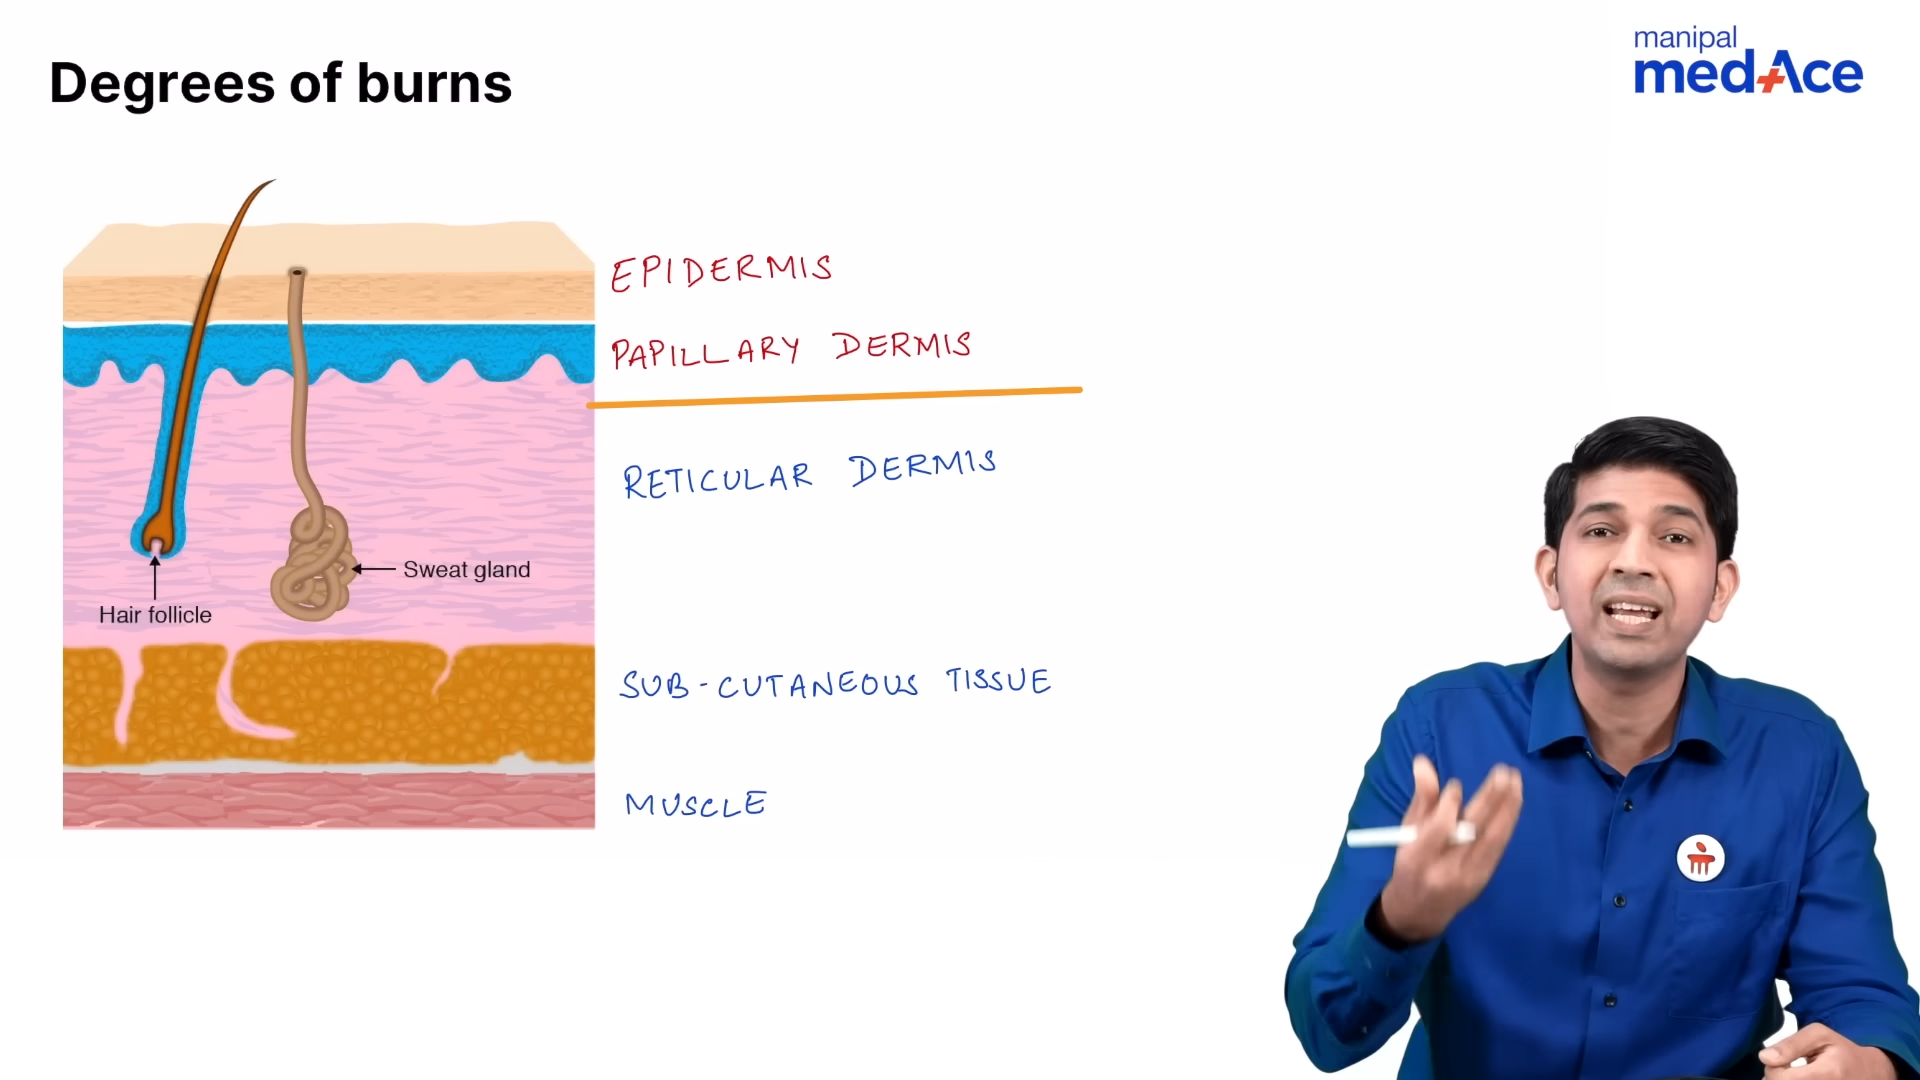 Degrees of burns
manipal
medAce
EPIDERMIS
PAPILLARY DERMIS
RETICULAR DERMIS
Sweat gland
Hair follicle
SUB-CUTANEOUS TISSUE
MUSCLE